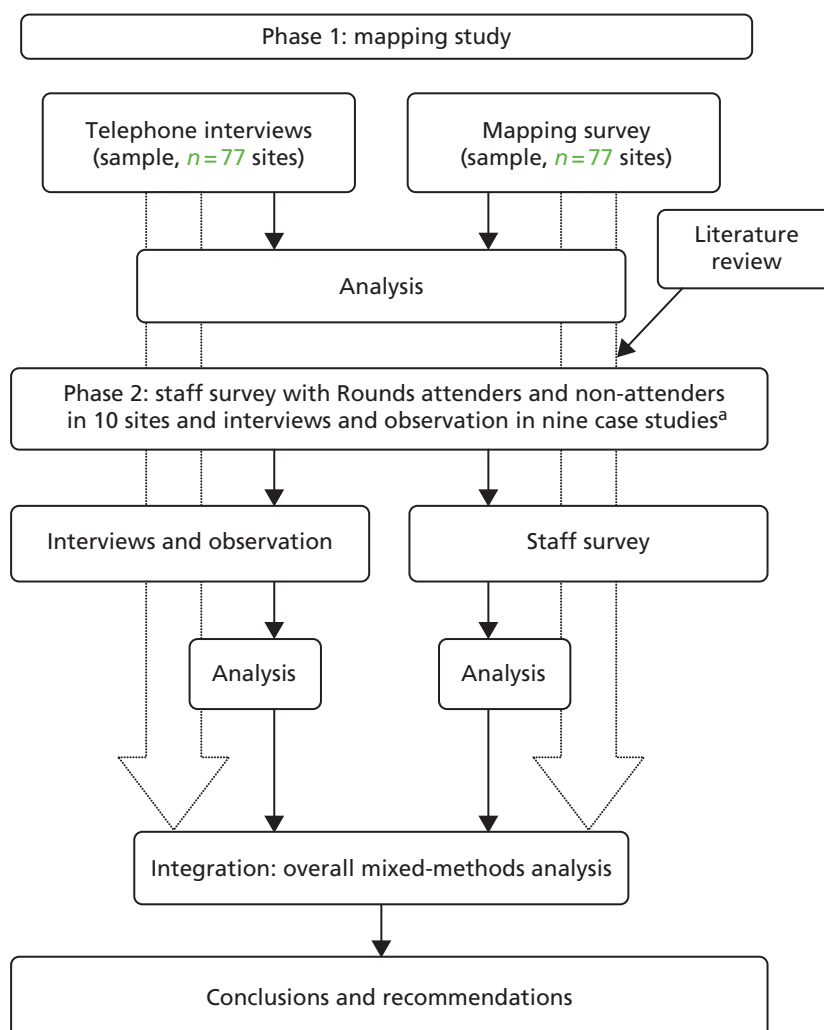 Phase 1: mapping study
Telephone interviews
(sample, n=77 sites)
Mapping survey
(sample, n=77 sites)
Literature
review
Analysis
Phase 2: staff survey with Rounds attenders and non-attenders
in 10 sites and interviews and observation in nine case studiesa
Interviews and observation
Staff survey
Analysis
Analysis
Integration: overall mixed-methods analysis
Conclusions and recommendations